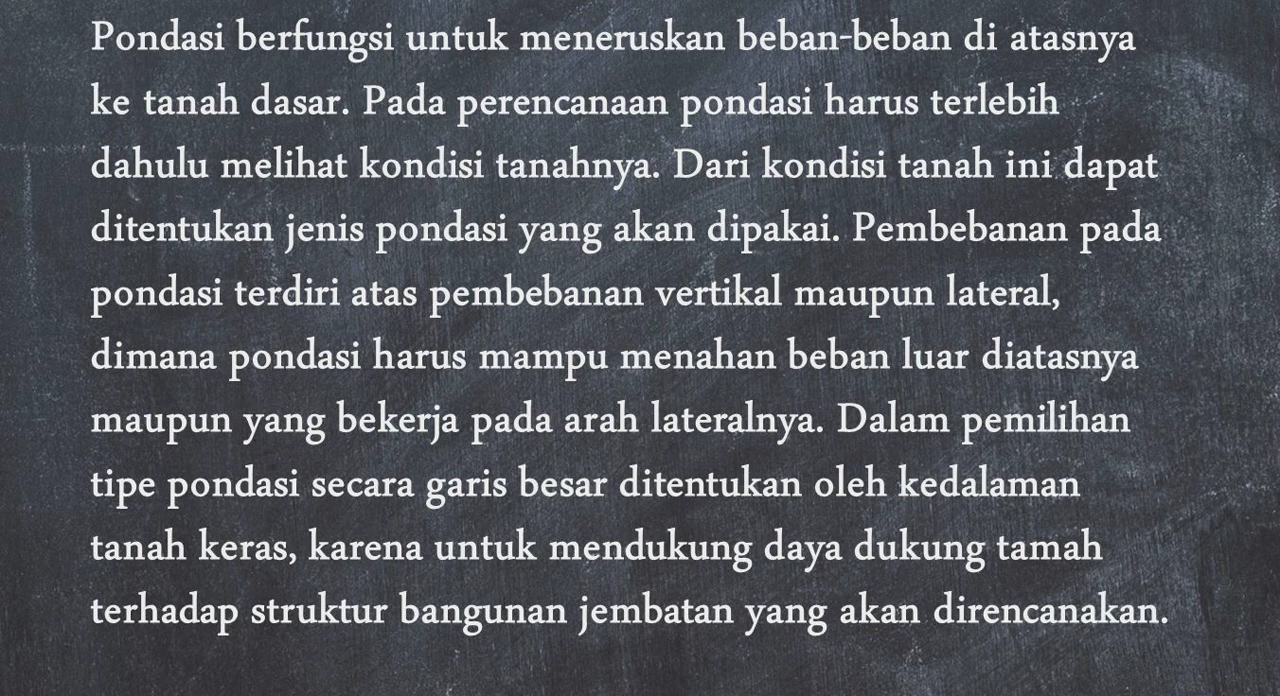 Pondasi berfungsi untuk meneruskan beban-beban di atasnya
ke tanah dasar. Pada perencanaan pondasi harus terlebih
dahulu melihat kondisi tanahnya. Dari kondisi tanah ini dapat
ditentukan jenis pondasi yang akan dipakai. Pembebanan pada
pondasi terdiri atas pembebanan vertikal maupun lateral,
dimana pondasi harus mampu menahan beban luar diatasnya
maupun yang bekerja pada arah lateralnya. Dalam pemilihan
tipe pondasi secara garis besar ditentukan oleh kedalaman
tanah keras, karena untuk mendukung daya dukung tamah
terhadap struktur bangunan jembatan yang akan direncanakan.